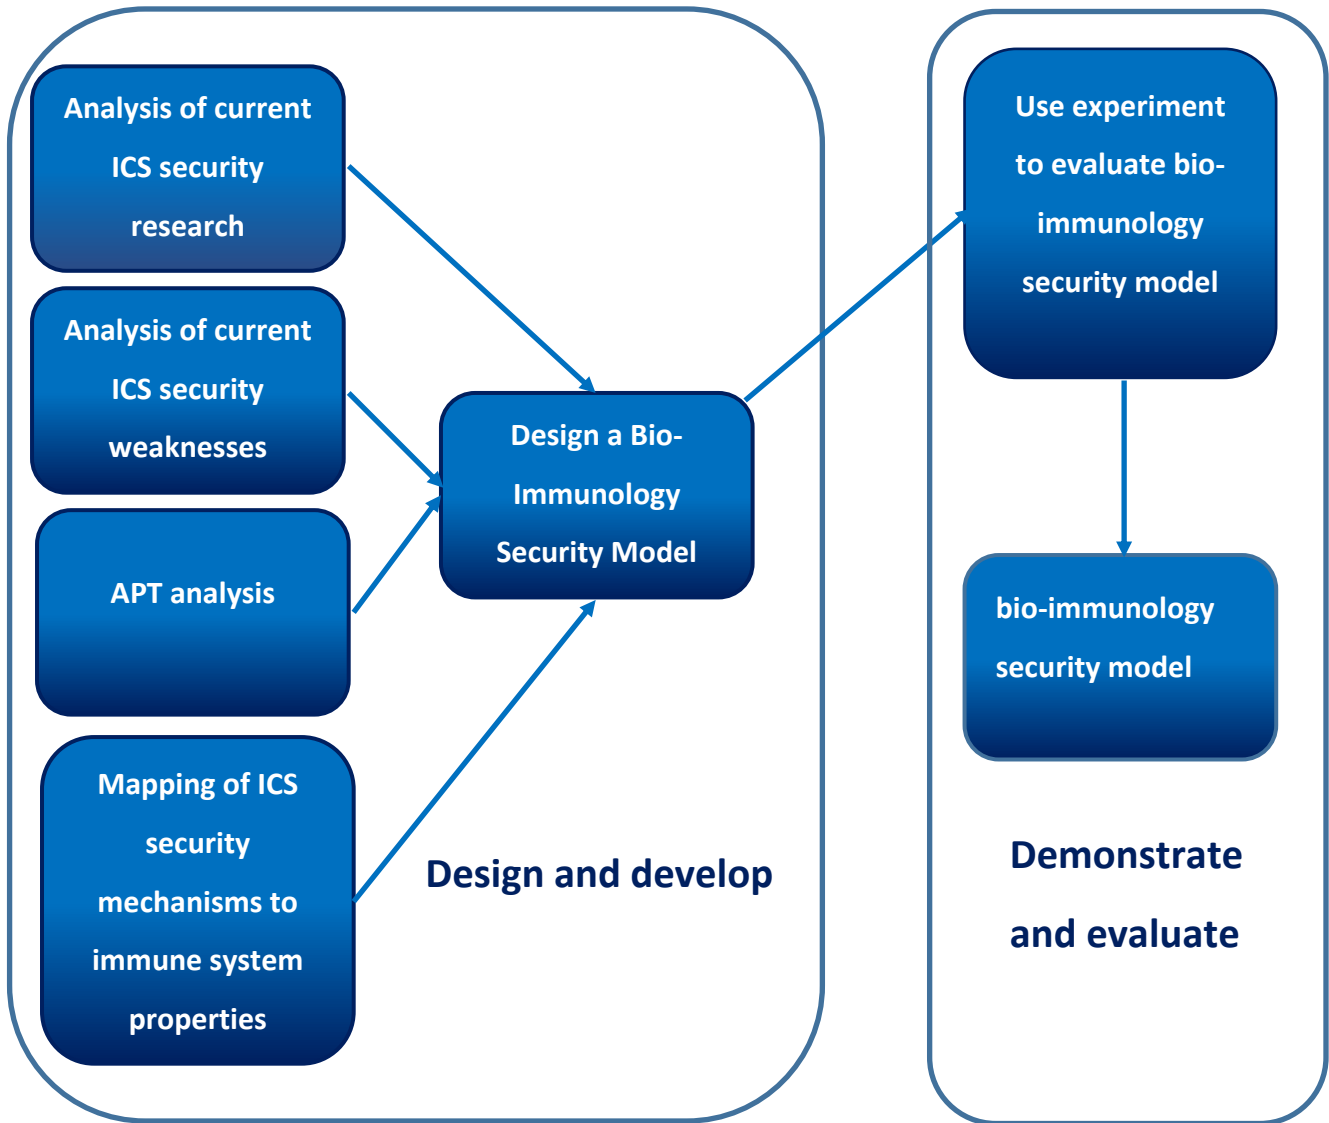 Analysis of current
ICS security
research
Analysis of current
ICS security
weaknesses
APT analysis
Mapping of ICS
security
mechanisms to
immune system
properties
Design a Bio-
Immunology
Security Model
Design and develop
Use experiment
to evaluate bio-
immunology
security model
bio-immunology
security model
Demonstrate
and evaluate